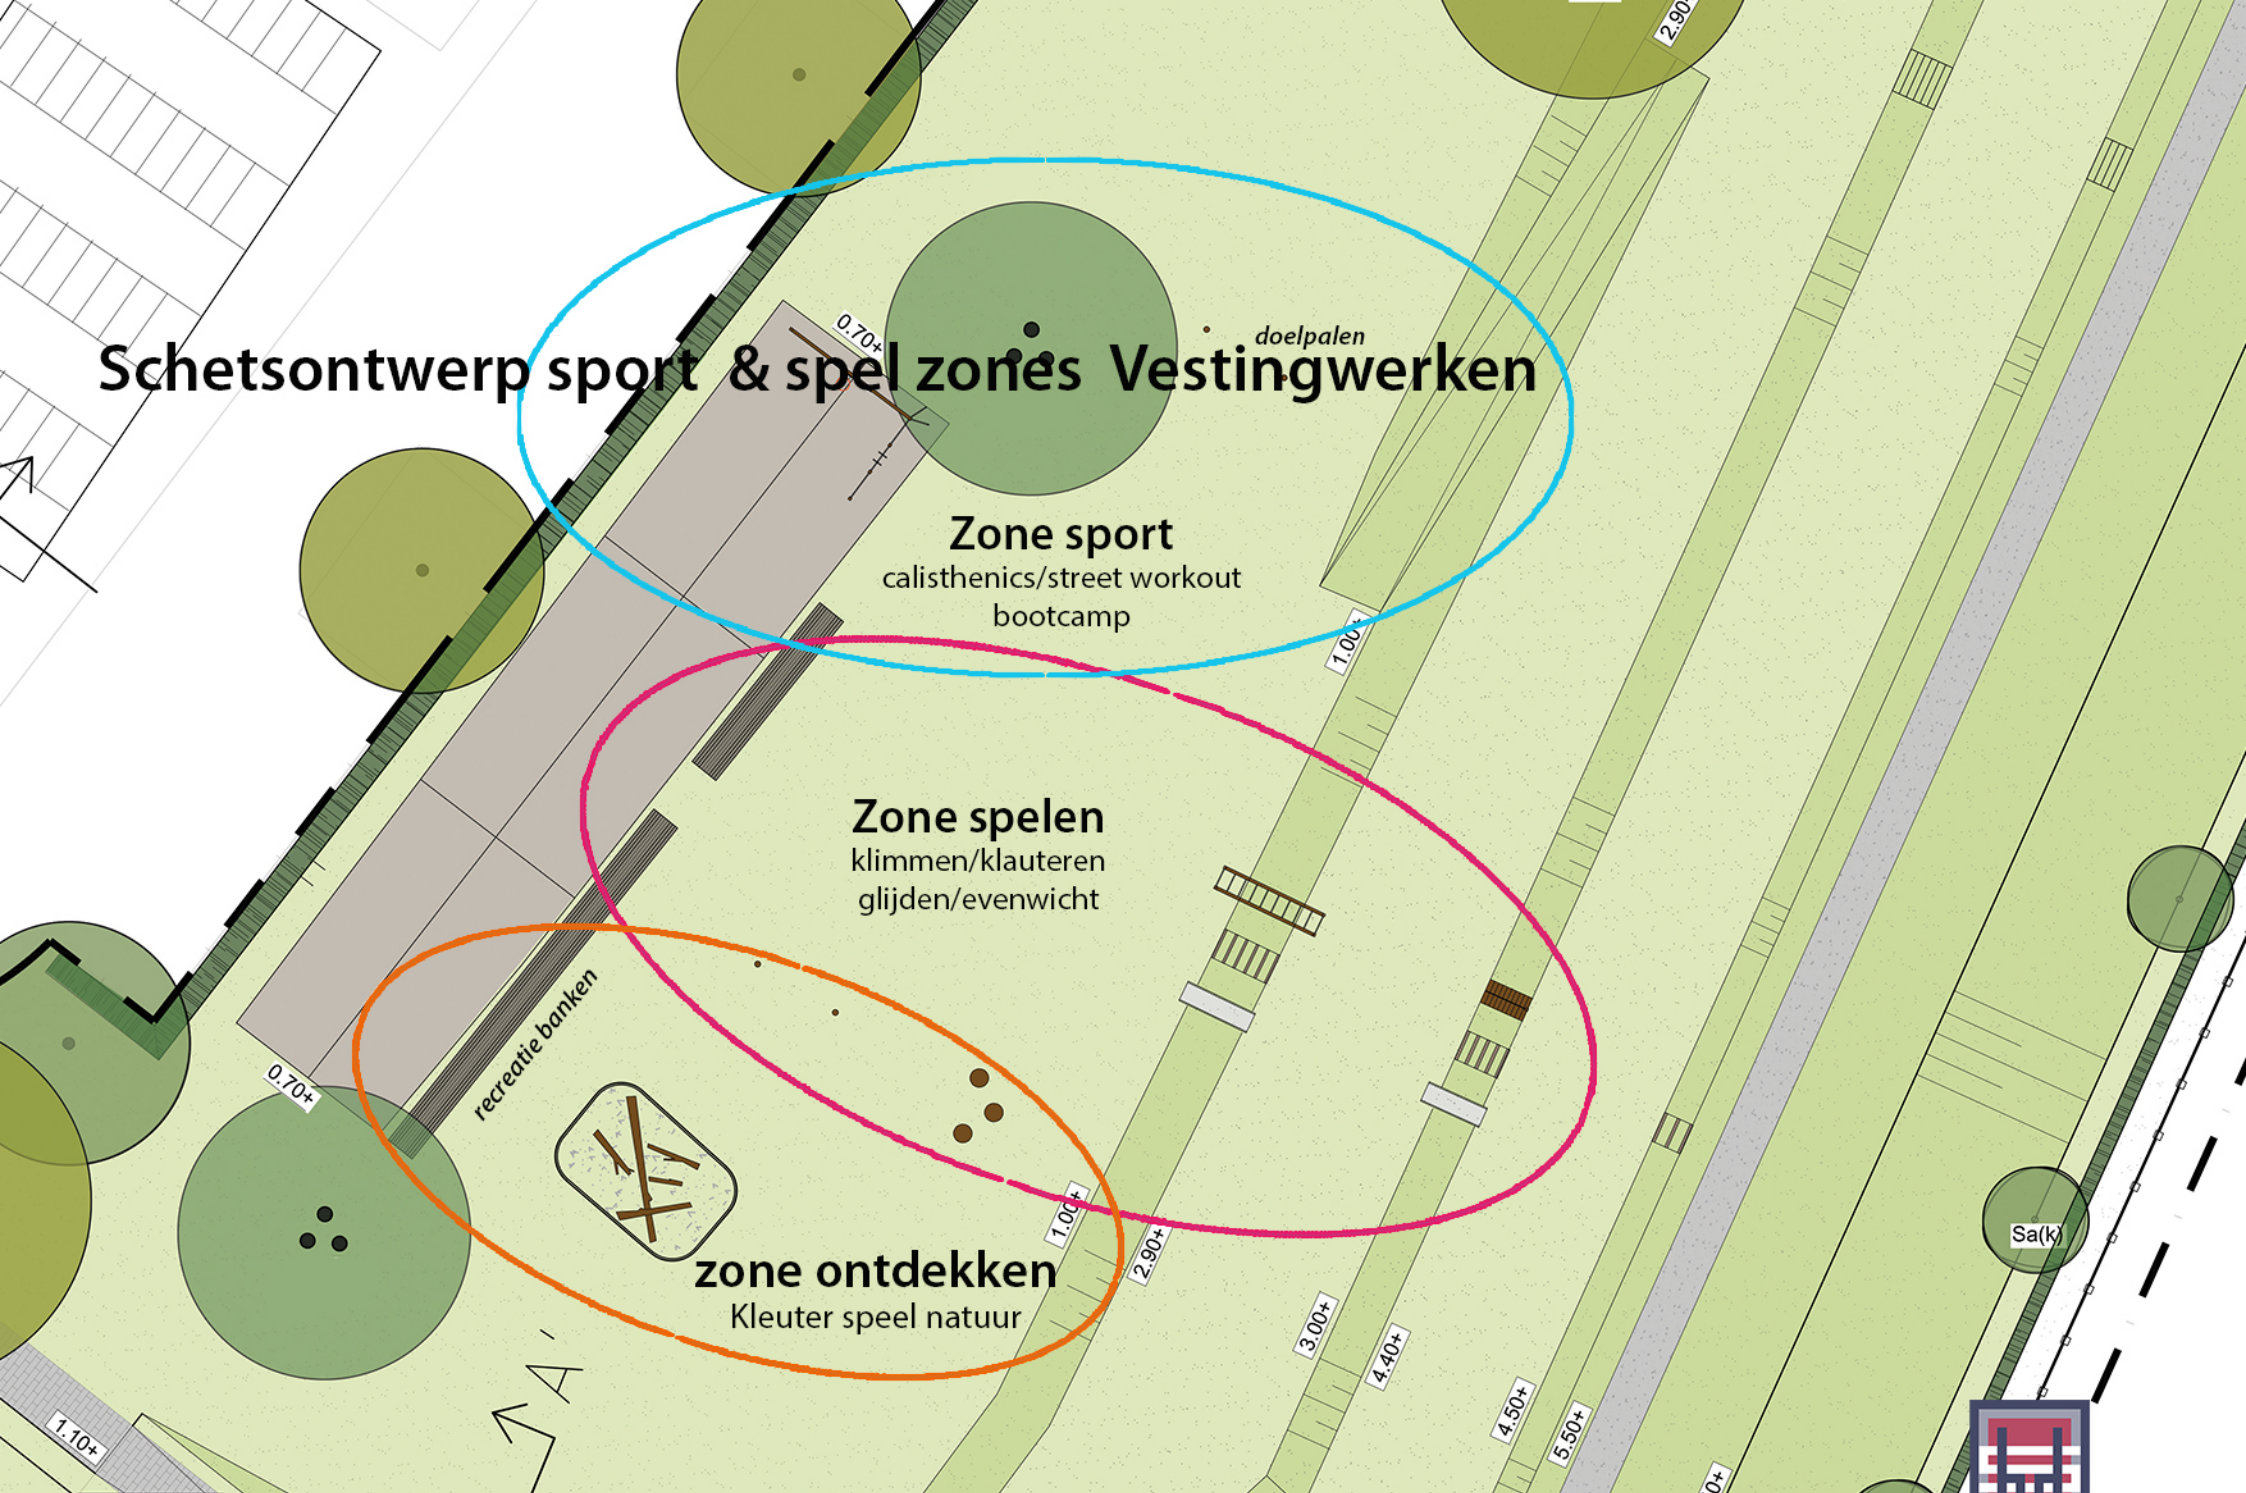 2.90
0.70+
doelpalen
Schetsontwerp sport & spel zones Vestingwerken
Zone sport
calisthenics/street workout
bootcamp
1.00+
Zone spelen
klimmen/klauteren
glijden/evenwicht
recreatie banken
0.70+
1.00+
2.90+
Sa(k)
zone ontdekken
Kleuter speel natuur
3.00+
4.40+
A
4.50+
5.50+
1.10+
0+